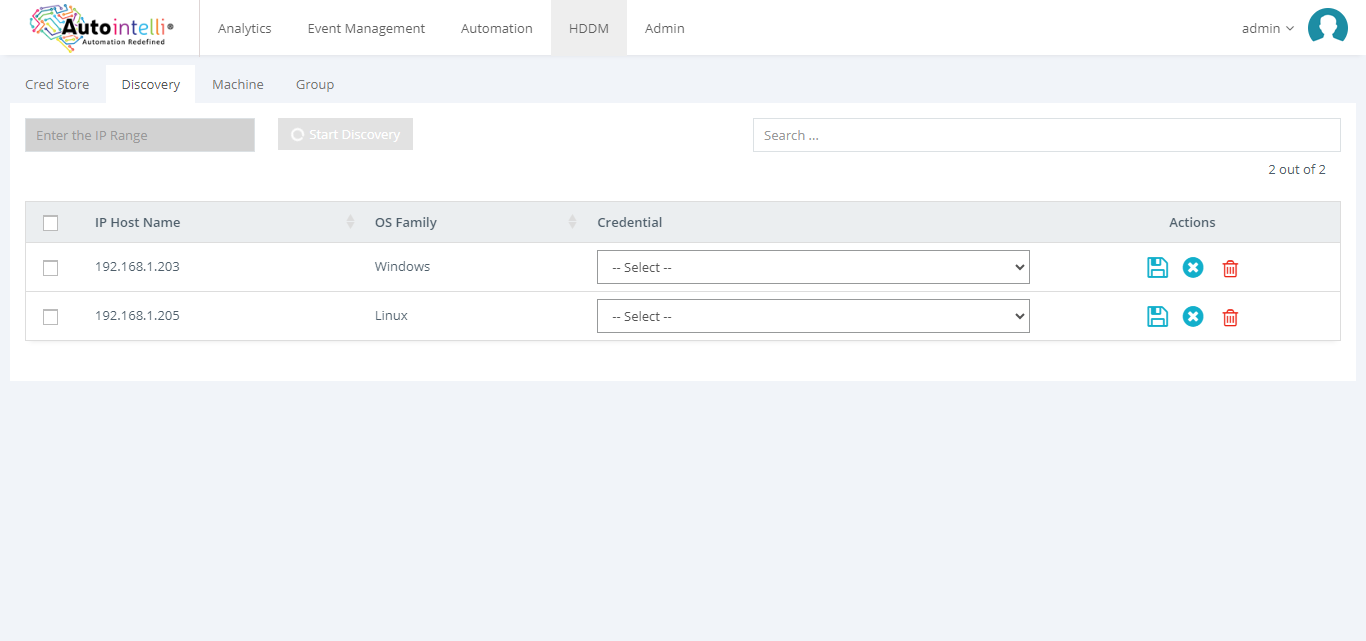 Autointelli®
Automation Redefined
Analytics Event Management Automation HDDM Admin admin
Cred Store Discovery Machine Group
Enter the IP Range Start Discovery Search ...
2 out of 2
IP Host Name OS Family Credential Actions
192.168.1.203 Windows -- Select --
192.168.1.205 Linux -- Select --